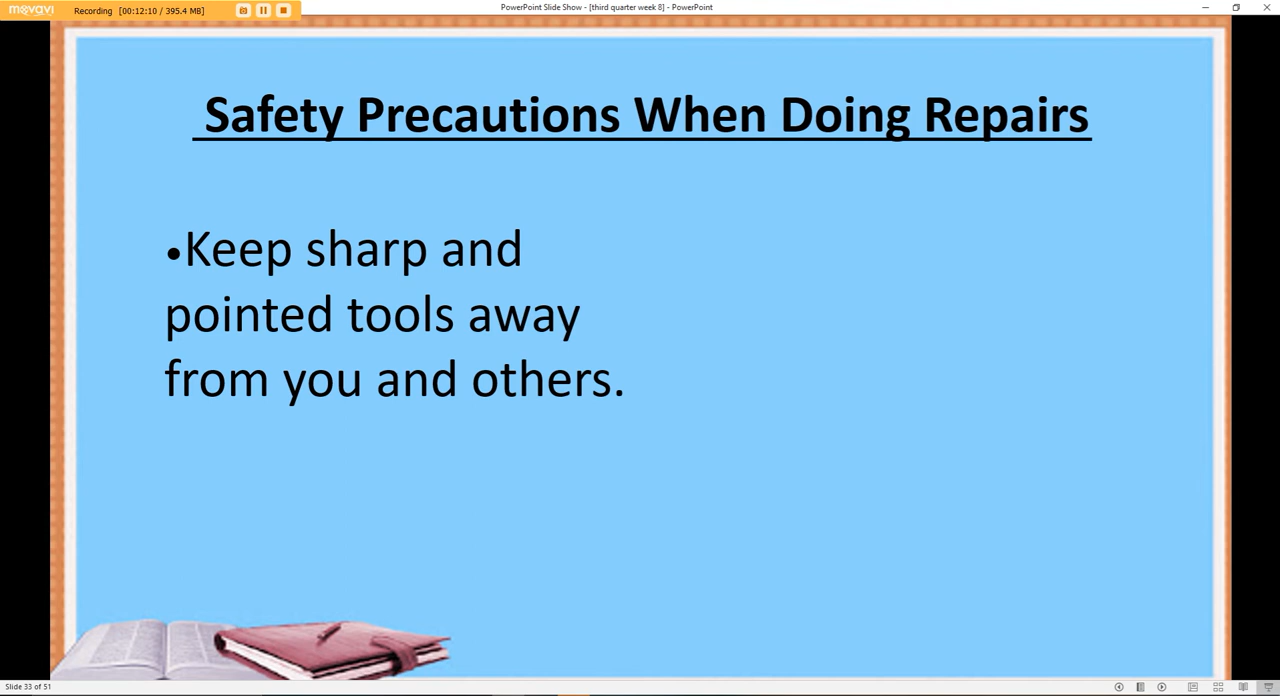 movavi Recording [00:12:10 / 395.4 MB]
PowerPoint Slide Show - [third quarter week 8] - PowerPoint
Safety Precautions When Doing Repairs
•Keep sharp and
pointed tools away
from you and others.
Slide 33 of 51